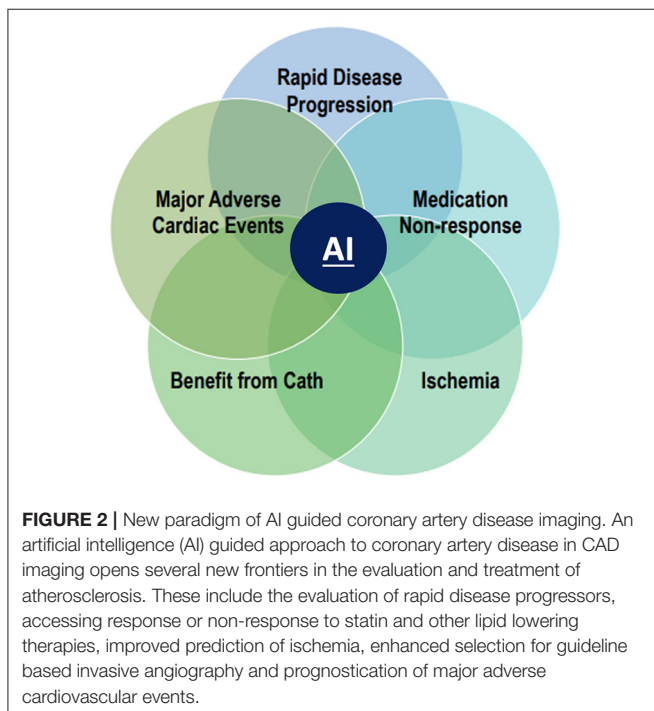 Rapid Disease
Progression
Major Adverse
Cardiac Events
Medication
Non-response
AI
Benefit from Cath
Ischemia
FIGURE 2 | New paradigm of AI guided coronary artery disease imaging. An
artificial intelligence (AI) guided approach to coronary artery disease in CAD
imaging opens several new frontiers in the evaluation and treatment of
atherosclerosis. These include the evaluation of rapid disease progressors,
accessing response or non-response to statin and other lipid lowering
therapies, improved prediction of ischemia, enhanced selection for guideline
based invasive angiography and prognostication of major adverse
cardiovascular events.